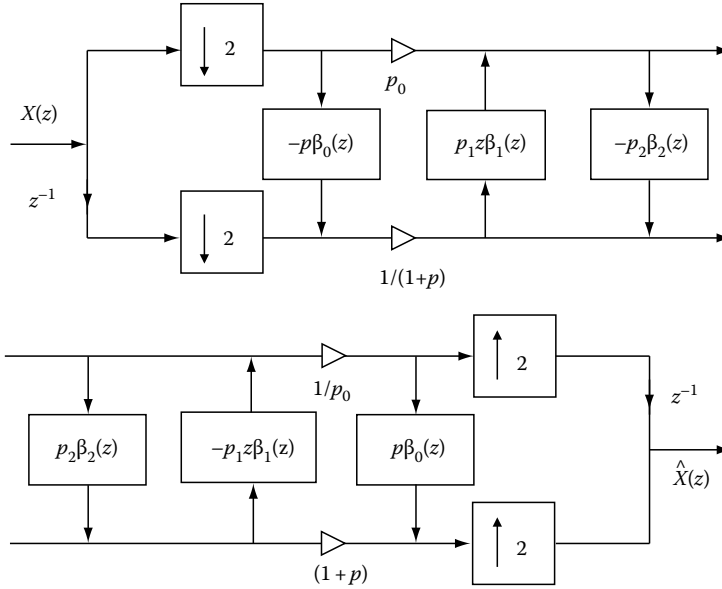 2
p₀
X(z)
−pβ₀(z)
p₁zβ₁(z)
−p₂β₂(z)
z⁻¹
2
1/(1+p)
2
1/p₀
z⁻¹
p₂β₂(z)
−p₁zβ₁(z)
pβ₀(z)
X̂(z)
2
(1 + p)